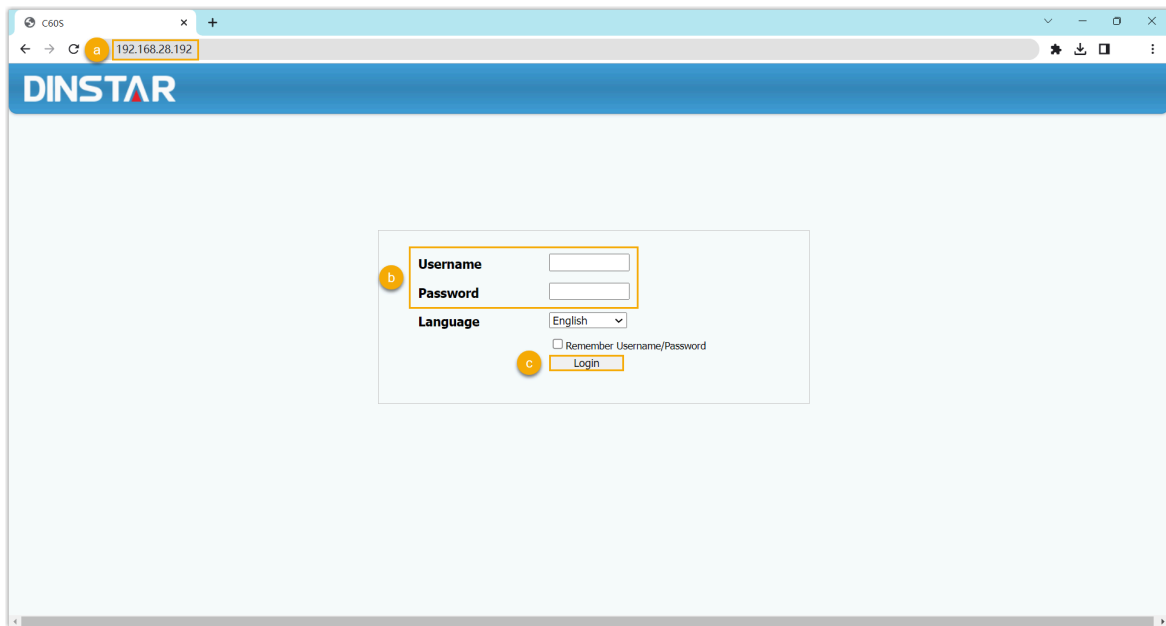 C60S
a 192.168.28.192
DINSTAR
b
Username
Password
Language English
Remember Username/Password
c Login